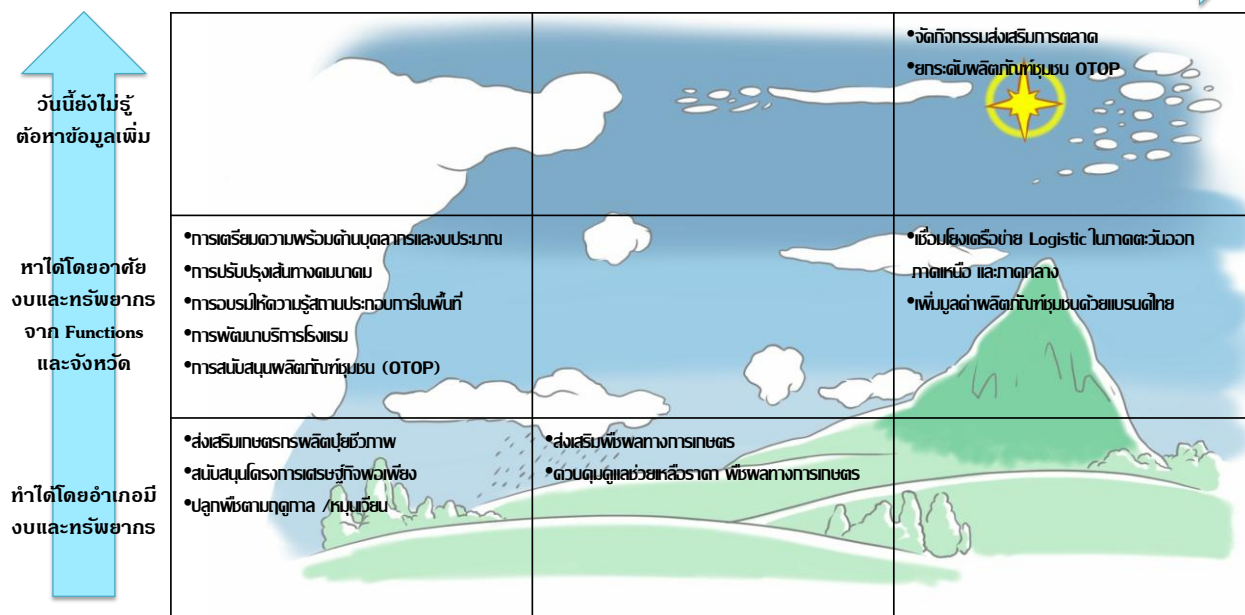 •จัดกิจกรรมส่งเสริมการตลาด
•ยกระดับผลิตภัณฑ์ชุมชน OTOP
วันนี้ยังไม่รู้
ต้อหาข้อมูลเพิ่ม
•การเตรียมความพร้อมด้านบุคลากรและงบประมาณ
•การปรับปรุงเส้นทางคมนาคม
•การอบรมให้ความรู้สถานประกอบการในพื้นที่
•การพัฒนาบริการโรงแรม
•การสนับสนุนผลิตภัณฑ์ชุมชน (OTOP)
•เชื่อมโยงเครือข่าย Logistic ในภาคตะวันออก
ภาคเหนือ และภาคกลาง
•เพิ่มมูลค่าผลิตภัณฑ์ชุมชนด้วยแบรนด์ไทย
หาได้โดยอาศัย
งบและทรัพยากร
จาก Functions
และจังหวัด
•ส่งเสริมเกษตรกรผลิตปุ๋ยชีวภาพ
•สนับสนุนโครงการเศรษฐกิจพอเพียง
•ปลูกพืชตามฤดูกาล /หมุนเวียน
•ส่งเสริมพืชผลทางการเกษตร
•ควบคุมดูแลช่วยเหลือราคา พืชผลทางการเกษตร
ทำได้โดยอำเภอมี
งบและทรัพยากร